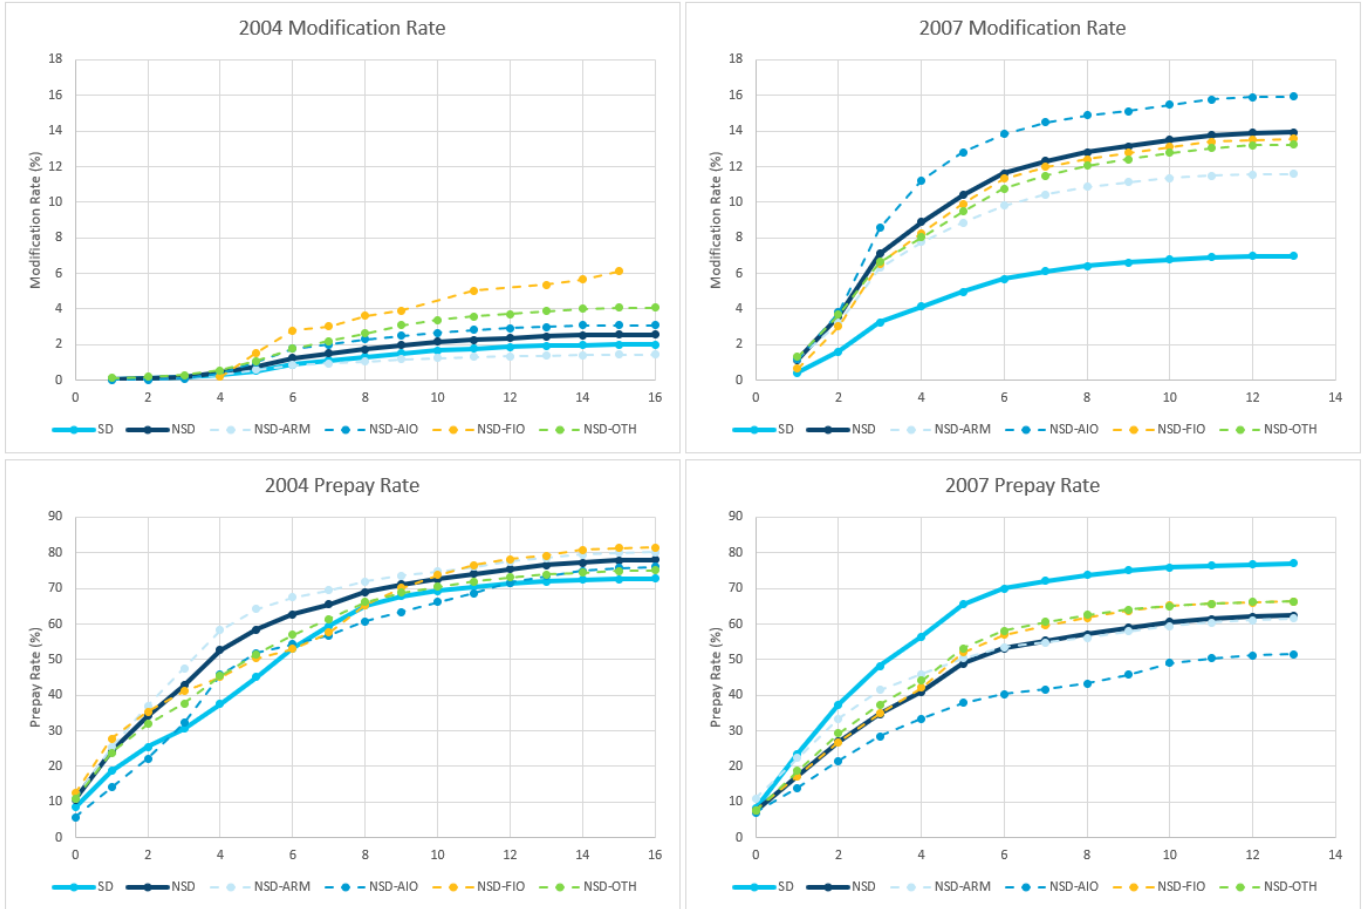 2004 Modification Rate
Modification Rate (%)
18
16
14
12
10
8
6
4
2
0
0 2 4 6 8 10 12 14 16
SD NSD NSD-ARM NSD-AIO NSD-FIO NSD-OTH
2007 Modification Rate
Modification Rate (%)
18
16
14
12
10
8
6
4
2
0
0 2 4 6 8 10 12 14
SD NSD NSD-ARM NSD-AIO NSD-FIO NSD-OTH
2004 Prepay Rate
Prepay Rate (%)
90
80
70
60
50
40
30
20
10
0
0 2 4 6 8 10 12 14 16
SD NSD NSD-ARM NSD-AIO NSD-FIO NSD-OTH
2007 Prepay Rate
Prepay Rate (%)
90
80
70
60
50
40
30
20
10
0
0 2 4 6 8 10 12 14
SD NSD NSD-ARM NSD-AIO NSD-FIO NSD-OTH